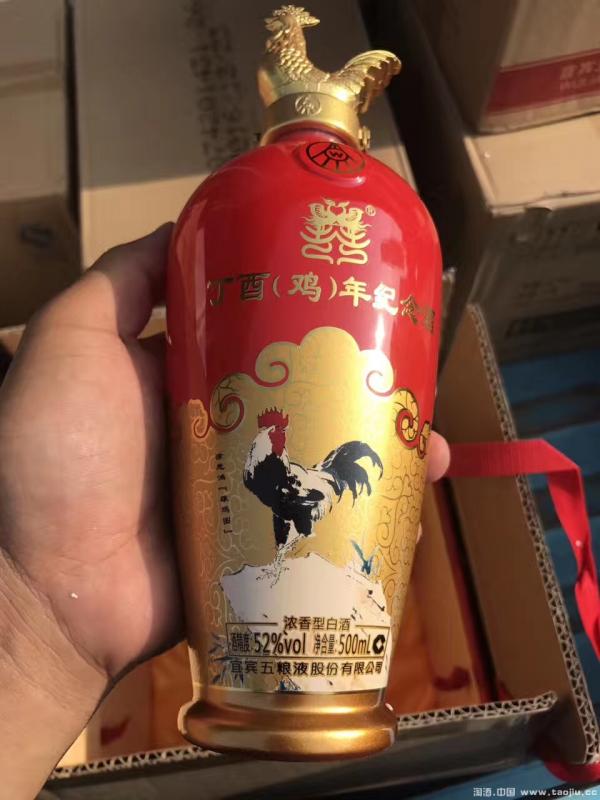 W
®
丁酉(鸡)年纪念酒
浓香型白酒
酒精度:52%vol 净含量:500mL
宜宾五粮液股份有限公司
淘酒.中国 www.taojiu.cc